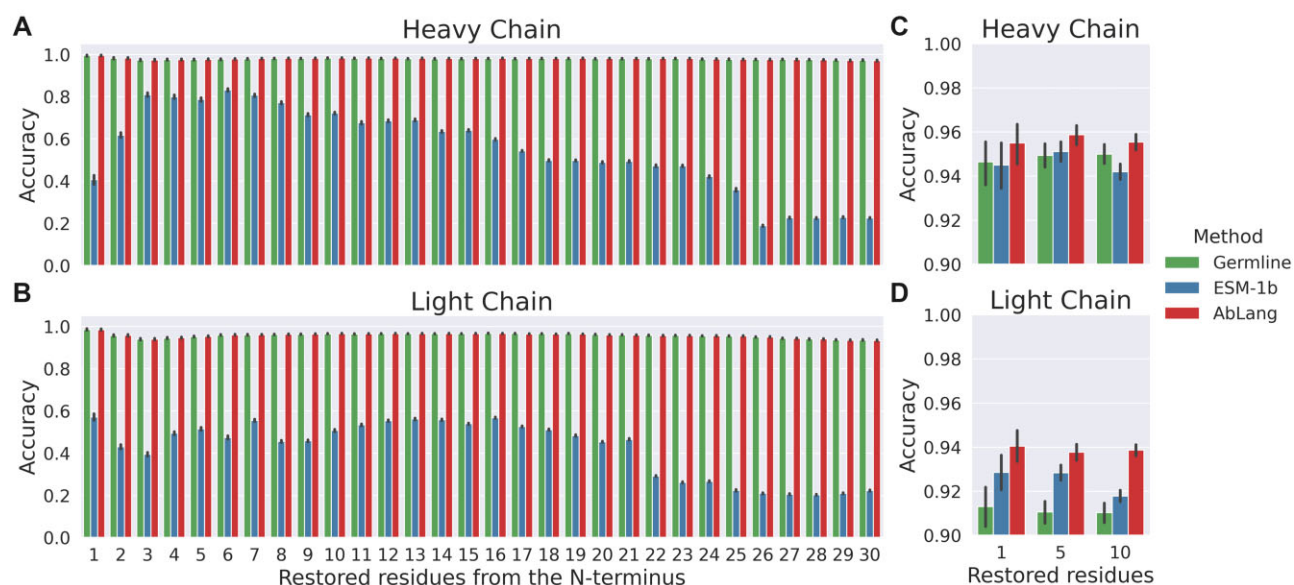 A
Heavy Chain
Accuracy
1.0
0.8
0.6
0.4
0.2
0.0
B
Light Chain
Accuracy
1.0
0.8
0.6
0.4
0.2
0.0
1 2 3 4 5 6 7 8 9 10 11 12 13 14 15 16 17 18 19 20 21 22 23 24 25 26 27 28 29 30
Restored residues from the N-terminus
C
Heavy Chain
Accuracy
1.00
0.98
0.96
0.94
0.92
0.90
D
Light Chain
Accuracy
1.00
0.98
0.96
0.94
0.92
0.90
1 5 10
Restored residues
Method
Germline
ESM-1b
AbLang